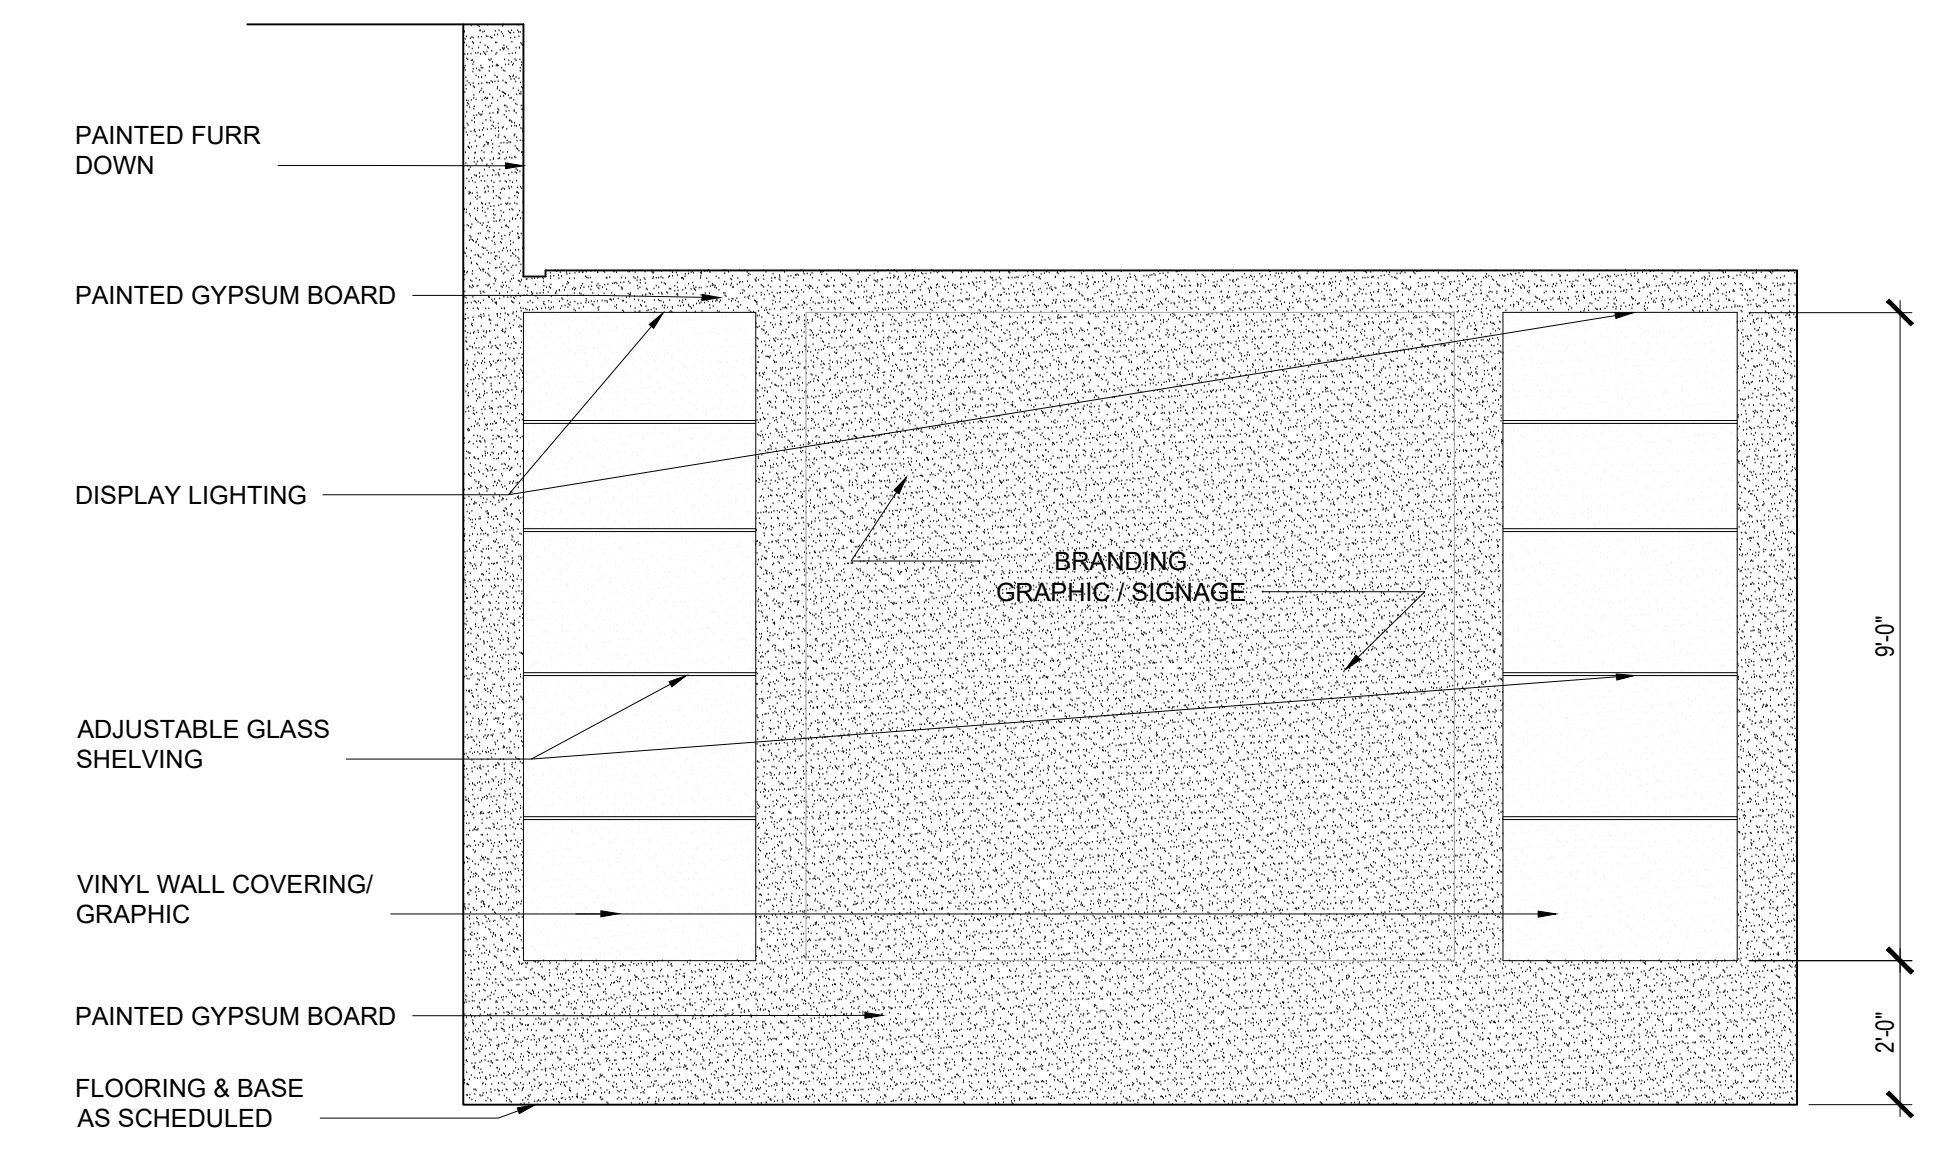 PAINTED FURR
DOWN
PAINTED GYPSUM BOARD
DISPLAY LIGHTING
BRANDING
GRAPHIC / SIGNAGE
9'-0"
ADJUSTABLE GLASS
SHELVING
VINYL WALL COVERING/
GRAPHIC
PAINTED GYPSUM BOARD
2'-0"
FLOORING & BASE
AS SCHEDULED